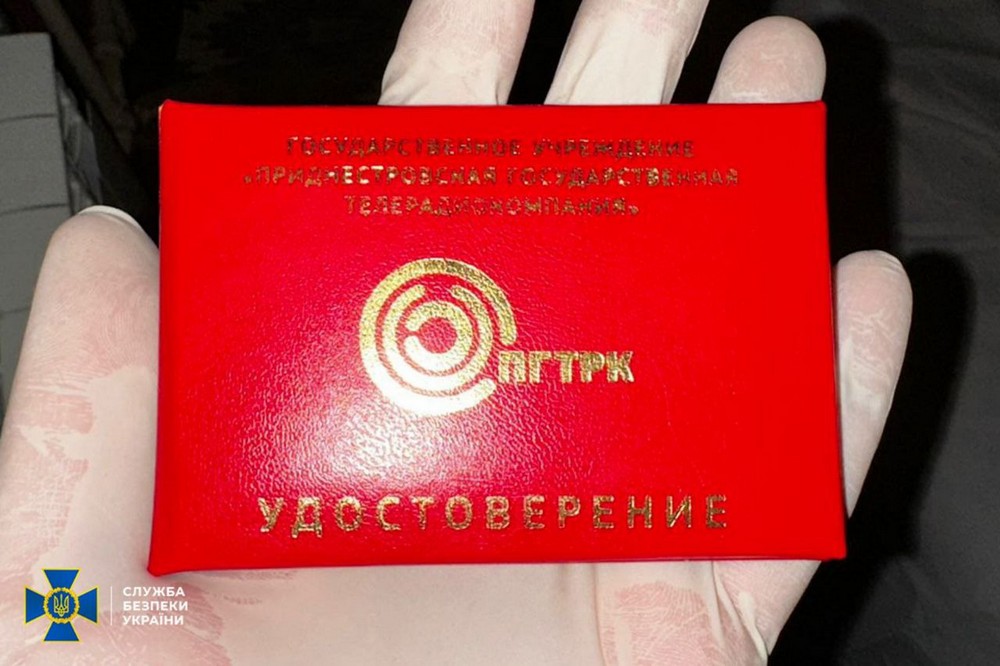 ГОСУДАРСТВЕННОЕ УЧРЕЖДЕНИЕ
«ПРИДНЕСТРОВСКАЯ ГОСУДАРСТВЕННАЯ
ТЕЛЕРАДИОКОМПАНИЯ»
ПГТРК
УДОСТОВЕРЕНИЕ
СЛУЖБА
БЕЗПЕКИ
УКРАЇНИ